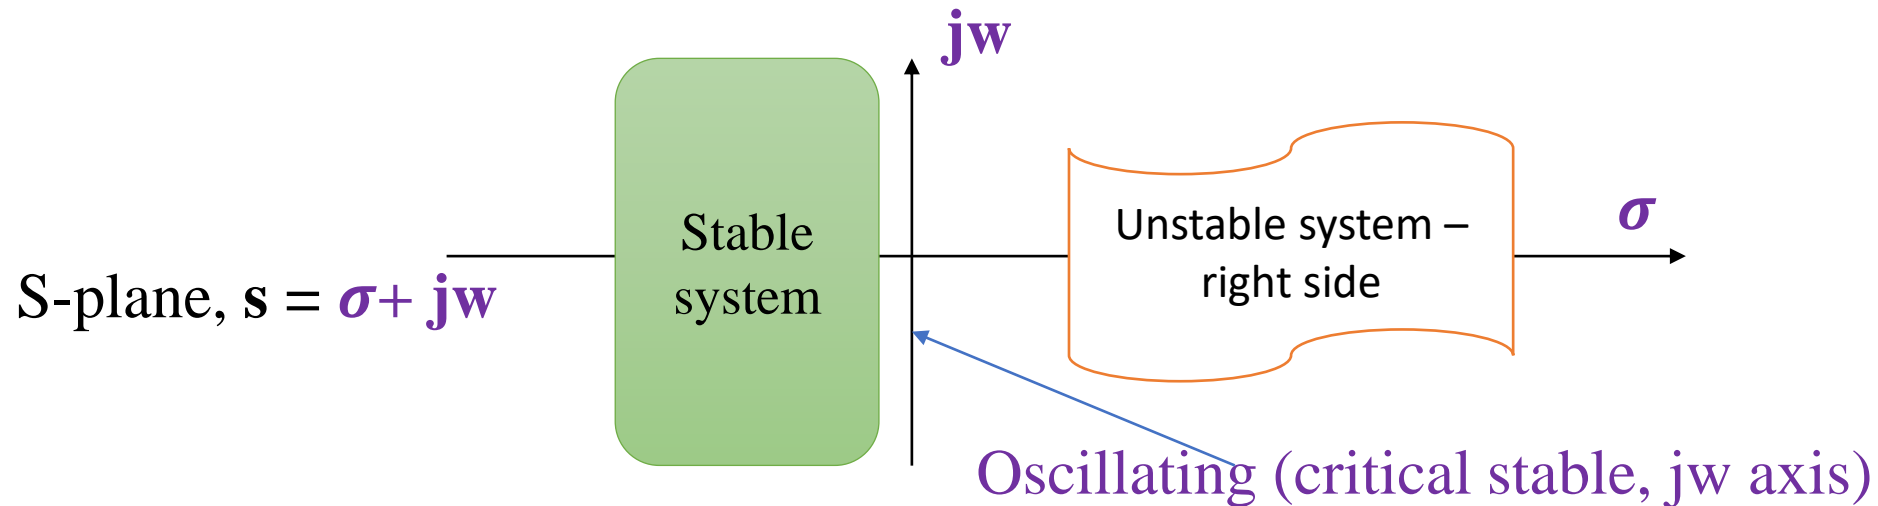 jw
Stable
system
Unstable system –
right side
σ
S-plane, s = σ+ jw
Oscillating (critical stable, jw axis)